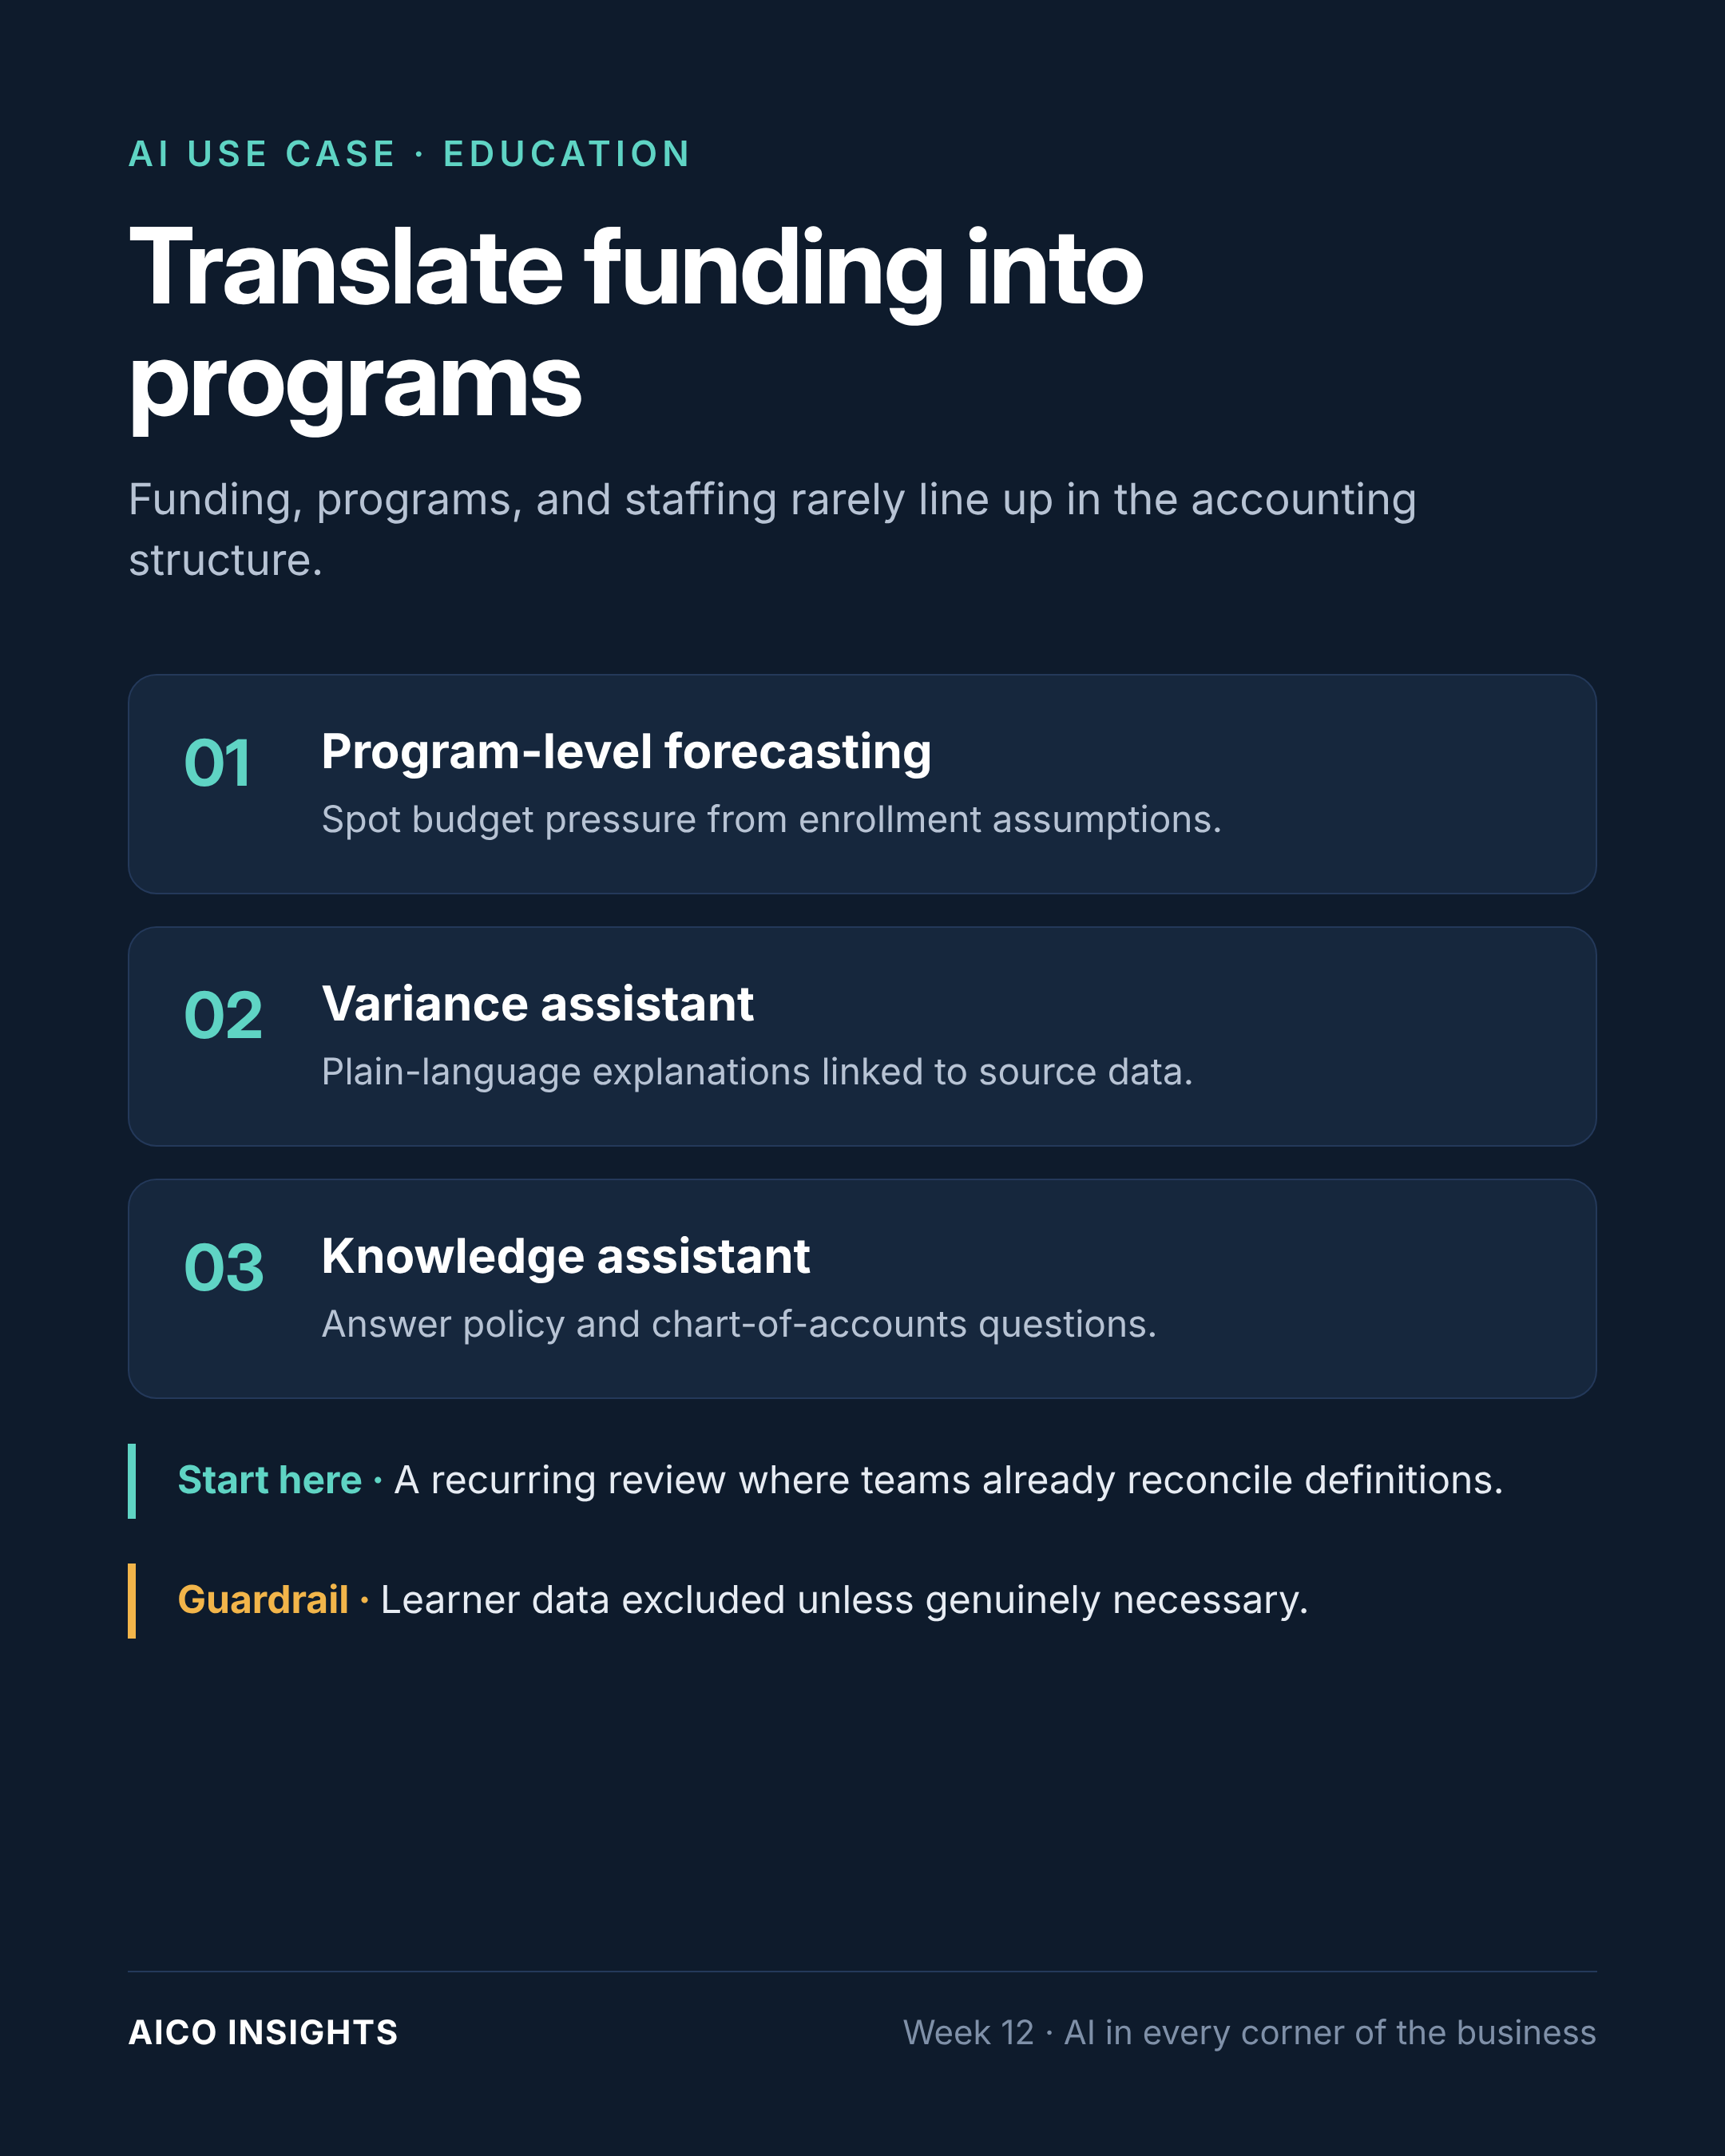 AI USE CASE · EDUCATION
Translate funding into
programs
Funding, programs, and staffing rarely line up in the accounting
structure.
01
Program-level forecasting
Spot budget pressure from enrollment assumptions.
02
Variance assistant
Plain-language explanations linked to source data.
03
Knowledge assistant
Answer policy and chart-of-accounts questions.
Start here · A recurring review where teams already reconcile definitions.
Guardrail · Learner data excluded unless genuinely necessary.
AICO INSIGHTS
Week 12 · AI in every corner of the business